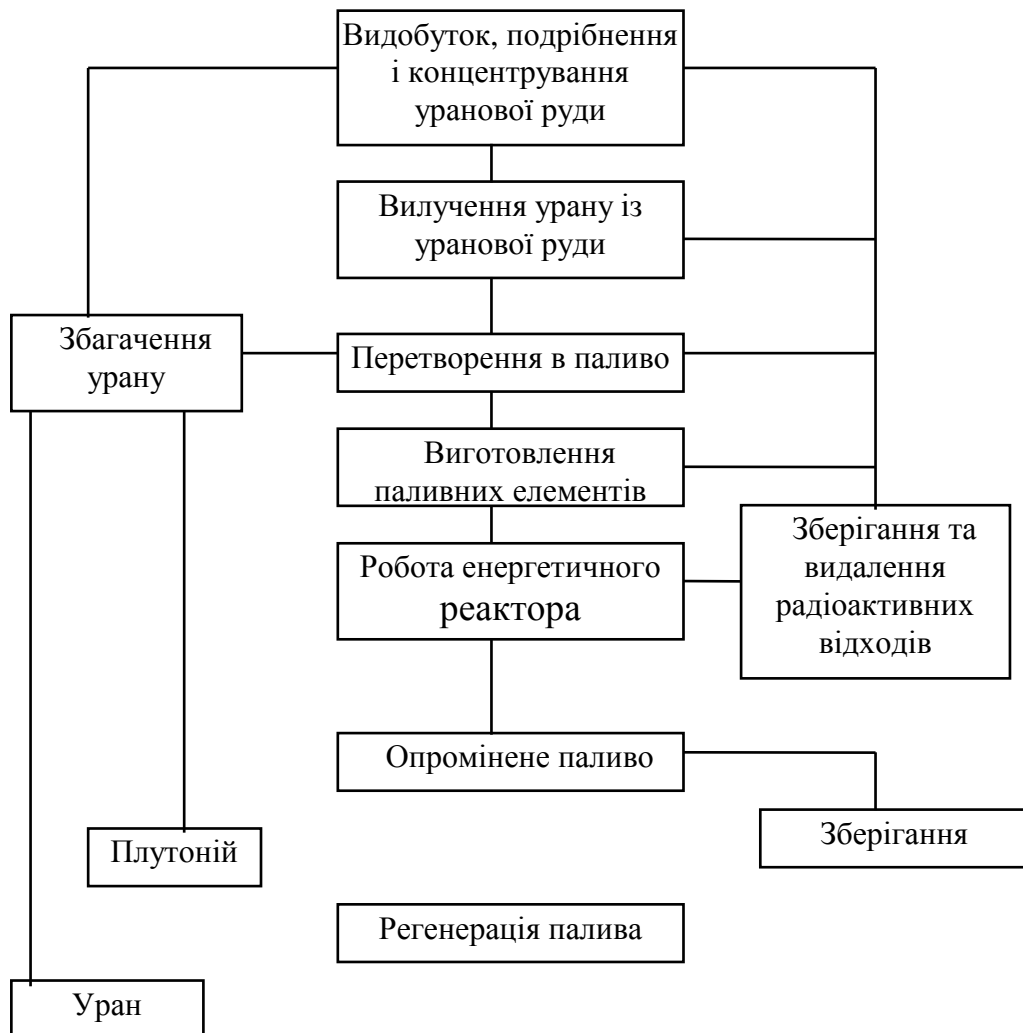 Видобуток, подрібнення
і концентрування
уранової руди
Вилучення урану із
уранової руди
Збагачення
урану
Перетворення в паливо
Виготовлення
паливних елементів
Зберігання та
видалення
радіоактивних
відходів
Робота енергетичного
реактора
Опромінене паливо
Зберігання
Плутоній
Регенерація палива
Уран